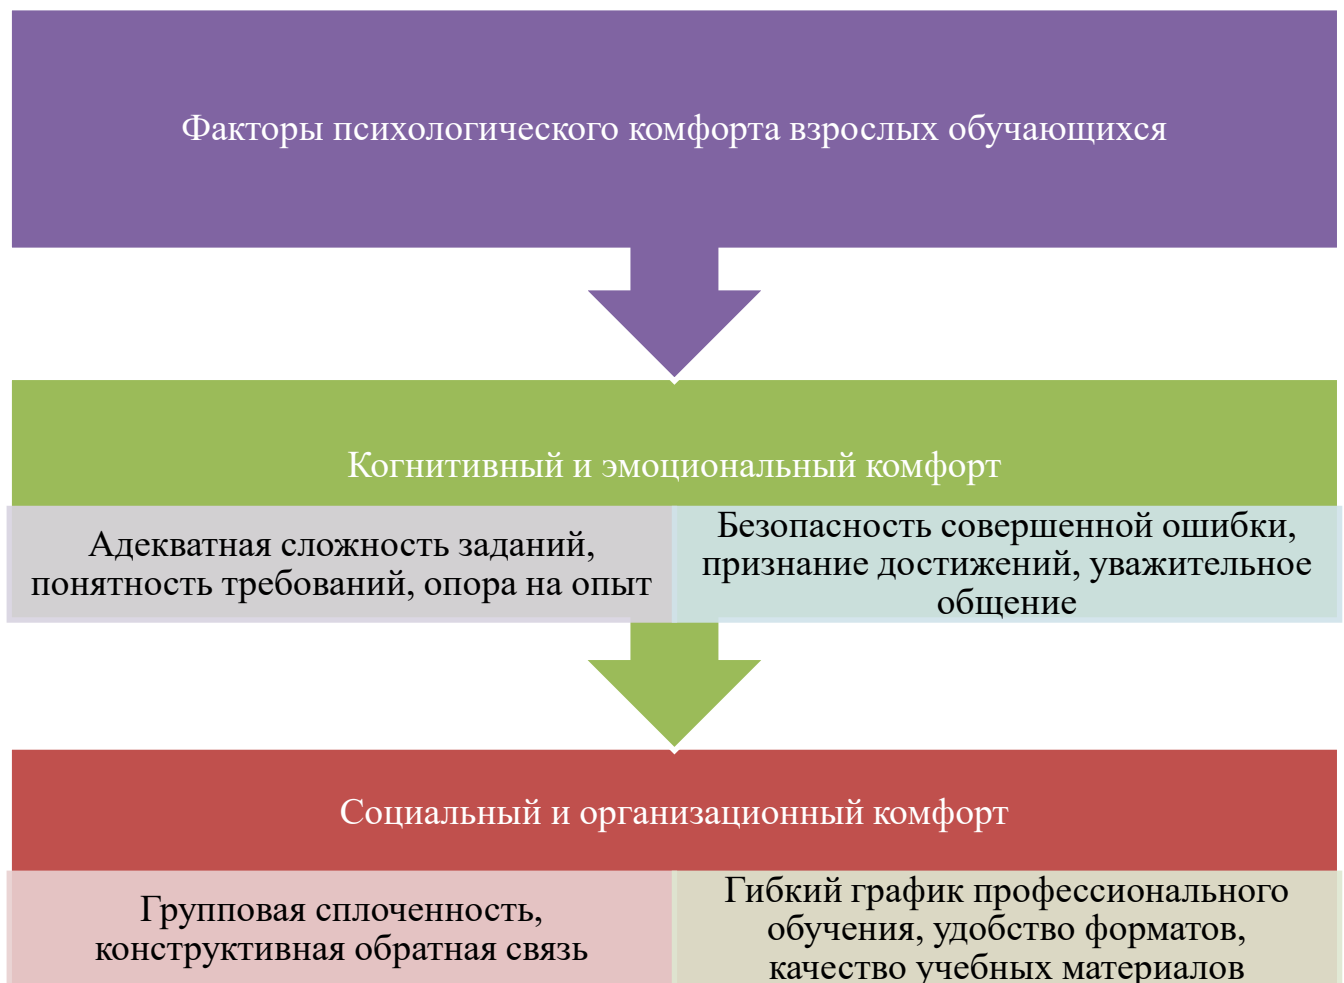 Факторы психологического комфорта взрослых обучающихся
Когнитивный и эмоциональный комфорт
Адекватная сложность заданий,
понятность требований, опора на опыт
Безопасность совершенной ошибки,
признание достижений, уважительное
общение
Социальный и организационный комфорт
Групповая сплоченность,
конструктивная обратная связь
Гибкий график профессионального
обучения, удобство форматов,
качество учебных материалов